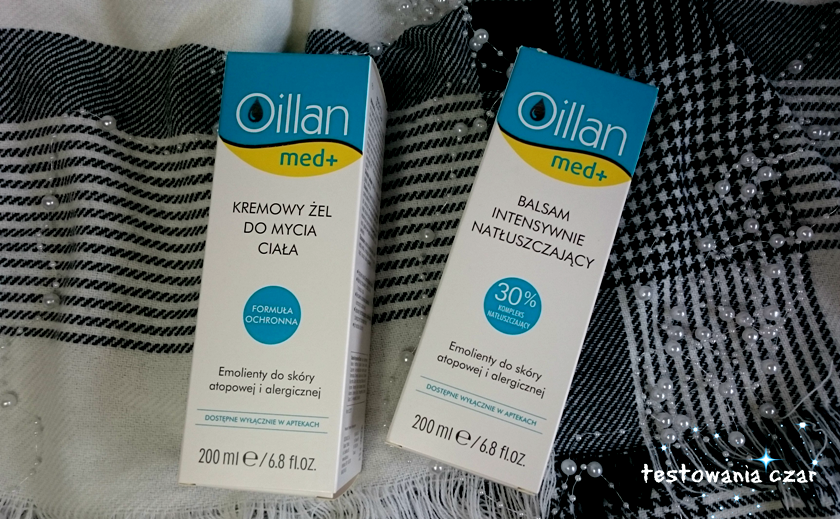 Oillan
med+
KREMOWY ŻEL
DO MYCIA
CIAŁA
FORMUŁA
OCHRONNA
Emolienty do skóry
atopowej i alergicznej
DOSTĘPNE WYŁĄCZNIE W APTEKACH
200 ml ℮/6.8 fl.oz.
Oillan
med+
BALSAM
INTENSYWNIE
NATŁUSZCZAJĄCY
30%
KOMPLEKS
NATŁUSZCZAJĄCY
Emolienty do skóry
atopowej i alergicznej
DOSTĘPNE WYŁĄCZNIE W APTEKACH
200 ml ℮/6.8 fl.oz.
testowania czar